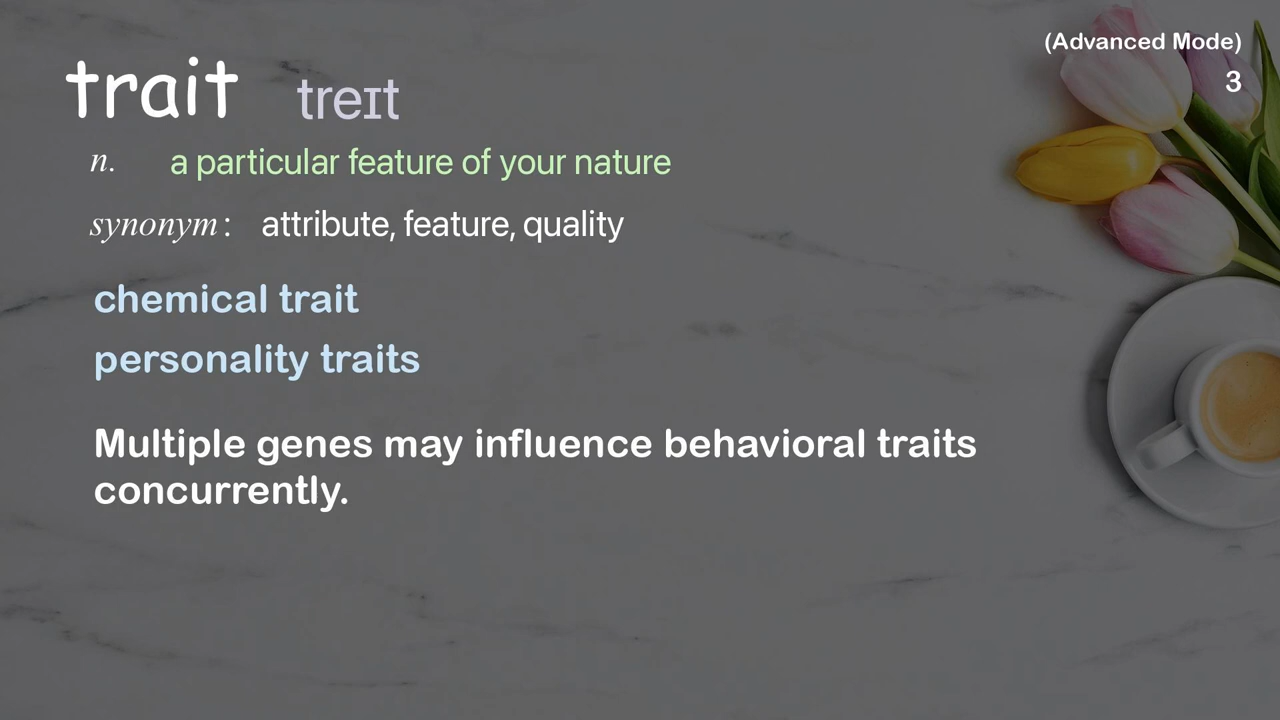 (Advanced Mode)
3
trait treɪt
n. a particular feature of your nature
synonym: attribute, feature, quality
chemical trait
personality traits
Multiple genes may influence behavioral traits
concurrently.